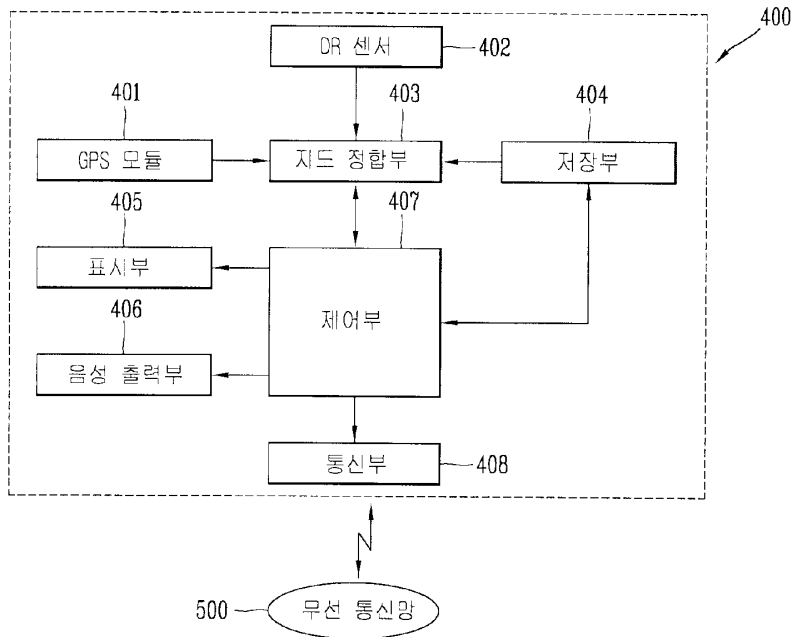 400
DR 센서
402
401
403
404
GPS 모듈
지드 정합부
저장부
405
407
표시부
제어부
406
음성 출력부
통신부
408
500
무선 통신망